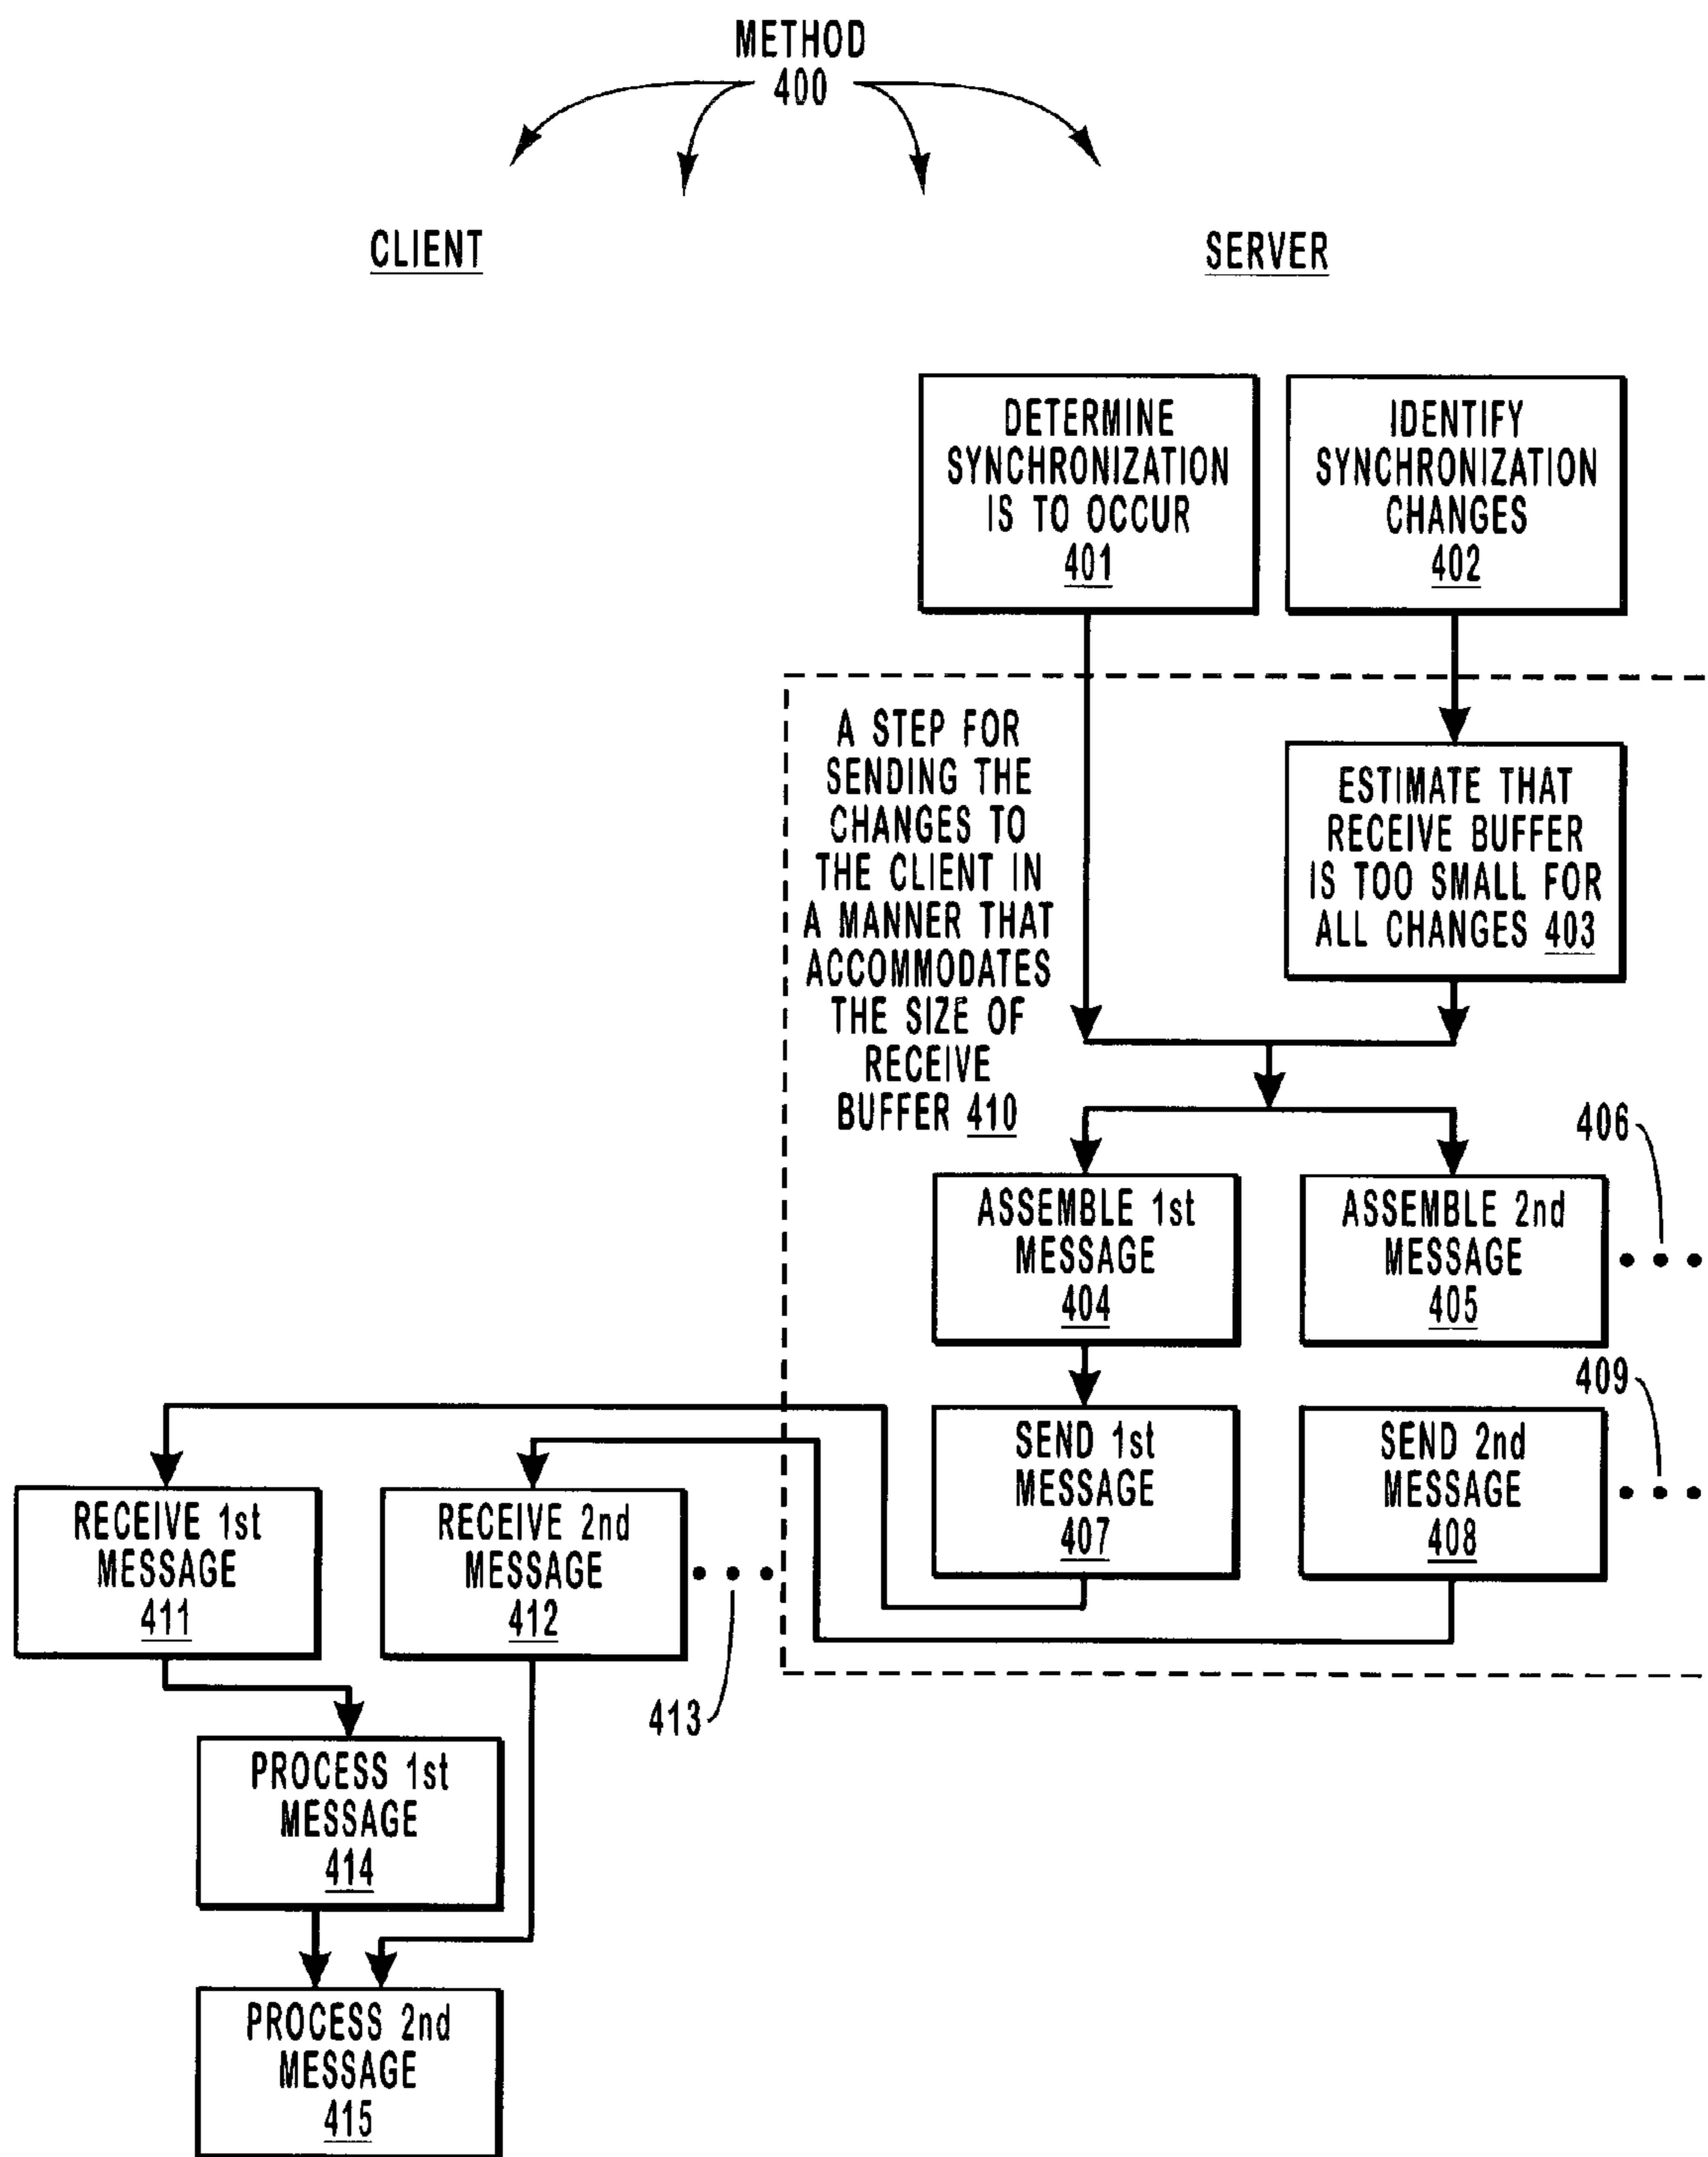 METHOD
400
CLIENT
SERVER
DETERMINE
SYNCHRONIZATION
IS TO OCCUR
401
IDENTIFY
SYNCHRONIZATION
CHANGES
402
A STEP FOR
SENDING THE
CHANGES TO
THE CLIENT IN
A MANNER THAT
ACCOMMODATES
THE SIZE OF
RECEIVE
BUFFER 410
ESTIMATE THAT
RECEIVE BUFFER
IS TOO SMALL FOR
ALL CHANGES 403
406
ASSEMBLE 1st
MESSAGE
404
ASSEMBLE 2nd
MESSAGE
405
409
SEND 1st
MESSAGE
407
SEND 2nd
MESSAGE
408
RECEIVE 1st
MESSAGE
411
RECEIVE 2nd
MESSAGE
412
413
PROCESS 1st
MESSAGE
414
PROCESS 2nd
MESSAGE
415